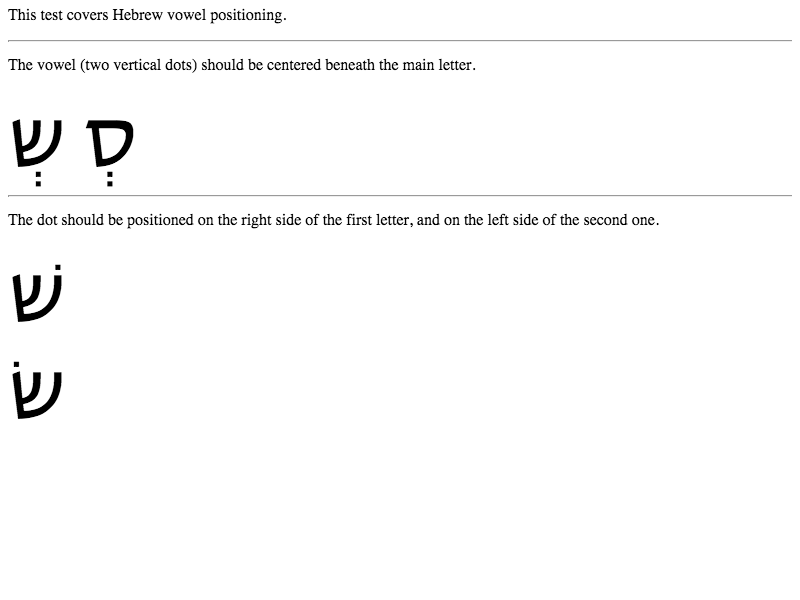 This test covers Hebrew vowel positioning.
The vowel (two vertical dots) should be centered beneath the main letter.
סְ שְ
The dot should be positioned on the right side of the first letter, and on the left side of the second one.
שׁ
שׂ